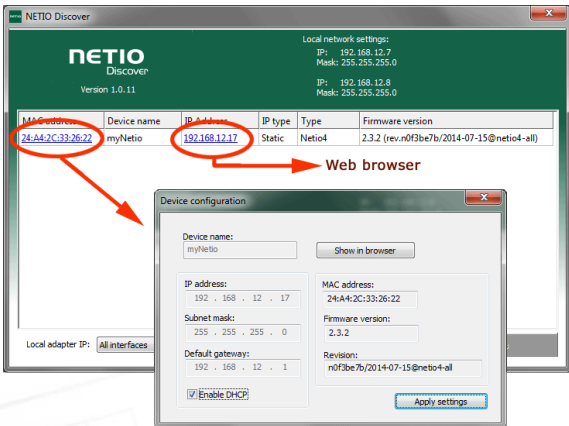 NETIO Discover
NETIO
Discover
Version 1.0.11
Local network settings:
IP: 192.168.12.7
Mask: 255.255.255.0
IP: 192.168.12.8
Mask: 255.255.255.0
MAC address Device name IP Address IP type Type Firmware version
24:A4:2C:33:26:22 myNetio 192.168.12.17 Static Netio4 2.3.2 (rev.n0f3be7b/2014-07-15@netio4-all)
Web browser
Device configuration
Device name:
myNetio
Show in browser
IP address:
192 . 168 . 12 . 17
Subnet mask:
255 . 255 . 255 . 0
Default gateway:
192 . 168 . 12 . 1
Enable DHCP
MAC address:
24:A4:2C:33:26:22
Firmware version:
2.3.2
Revision:
n0f3be7b/2014-07-15@netio4-all
Apply settings
Local adapter IP: All interfaces